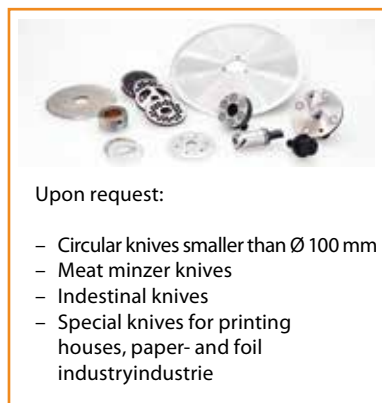 Upon request:
– Circular knives smaller than Ø 100 mm
– Meat minzer knives
– Indestinal knives
– Special knives for printing
houses, paper- and foil
industryindustrie